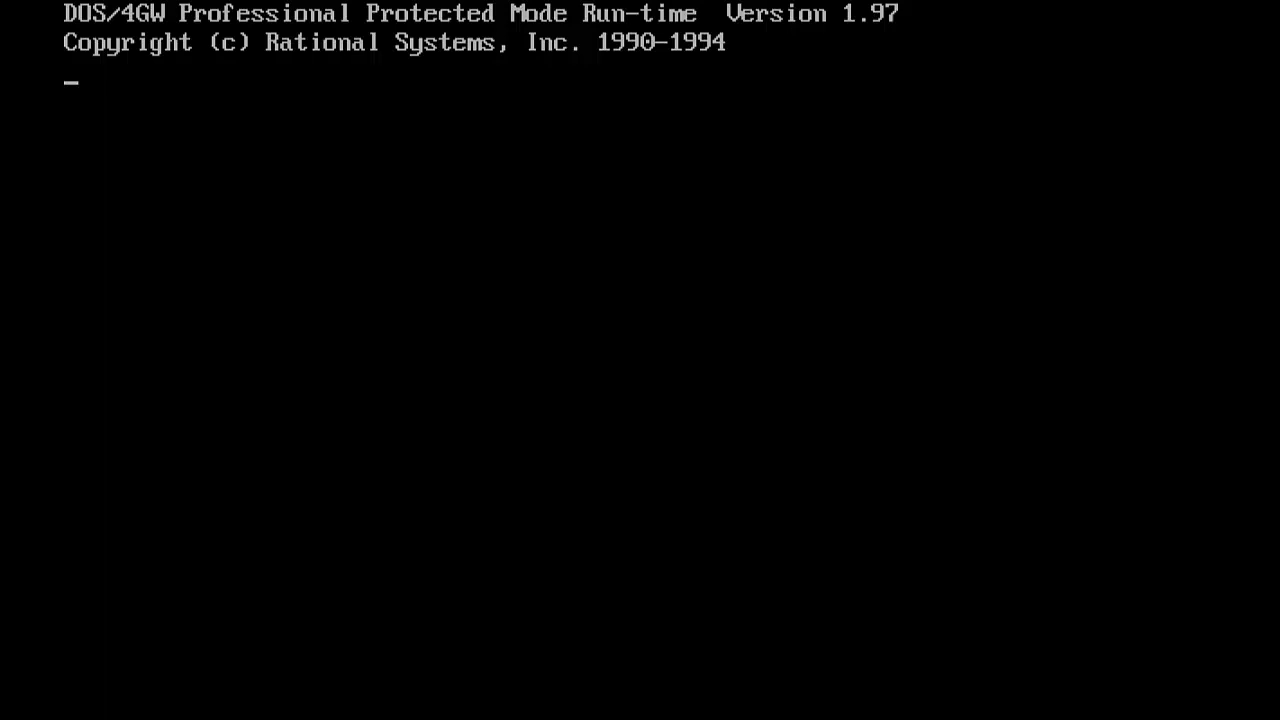 DOS/4GW Professional Protected Mode Run-time  Version 1.97
Copyright (c) Rational Systems, Inc. 1990-1994